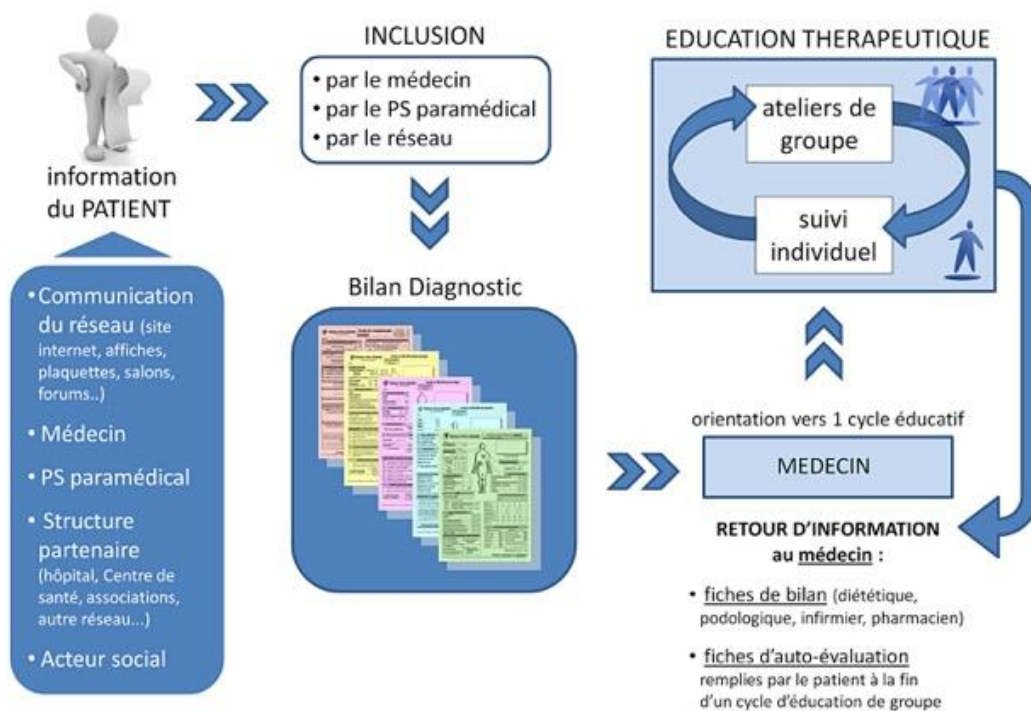 information
du PATIENT
• Communication
du réseau (site
internet, affiches,
plaquettes, salons,
forums..)
• Médecin
• PS paramédical
• Structure
partenaire
(hôpital, Centre de
santé, associations,
autre réseau...)
• Acteur social
INCLUSION
• par le médecin
• par le PS paramédical
• par le réseau
Bilan Diagnostic
EDUCATION THERAPEUTIQUE
ateliers de
groupe
suivi
individuel
orientation vers 1 cycle éducatif
MEDECIN
RETOUR D’INFORMATION
au médecin :
• fiches de bilan (diététique,
podologique, infirmier, pharmacien)
• fiches d’auto-évaluation
remplies par le patient à la fin
d’un cycle d’éducation de groupe